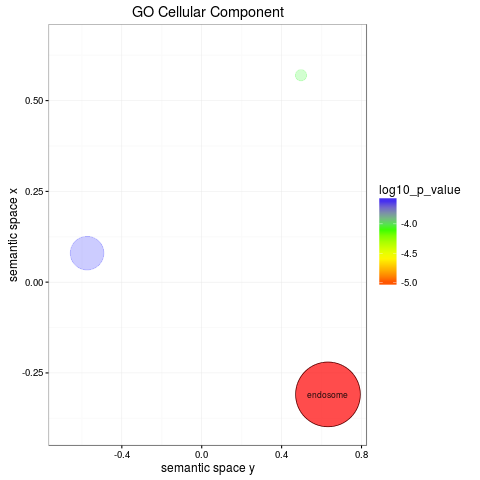 GO Cellular Component
0.50
0.25
0.00
-0.25
semantic space x
-0.4
0.0
0.4
0.8
semantic space y
endosome
log10_p_value
-4.0
-4.5
-5.0